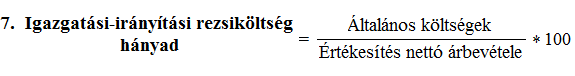 7. Igazgatási-irányítási rezsiköltség
hányad
= Általános költségek
Értékesítés nettó árbevétele
* 100